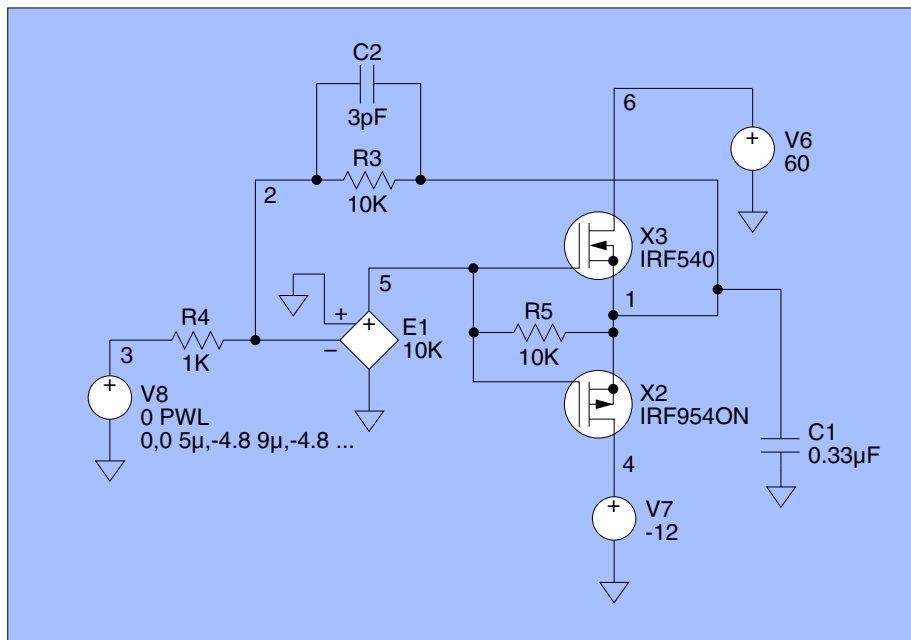 C2
3pF
R3
10K
2
6
V6
60
X3
IRF540
5
1
+
+
–
E1
10K
R4
1K
3
R5
10K
V8
0 PWL
0,0 5µ,-4.8 9µ,-4.8 ...
+
X2
IRF954ON
C1
0.33µF
4
V7
-12
+
+